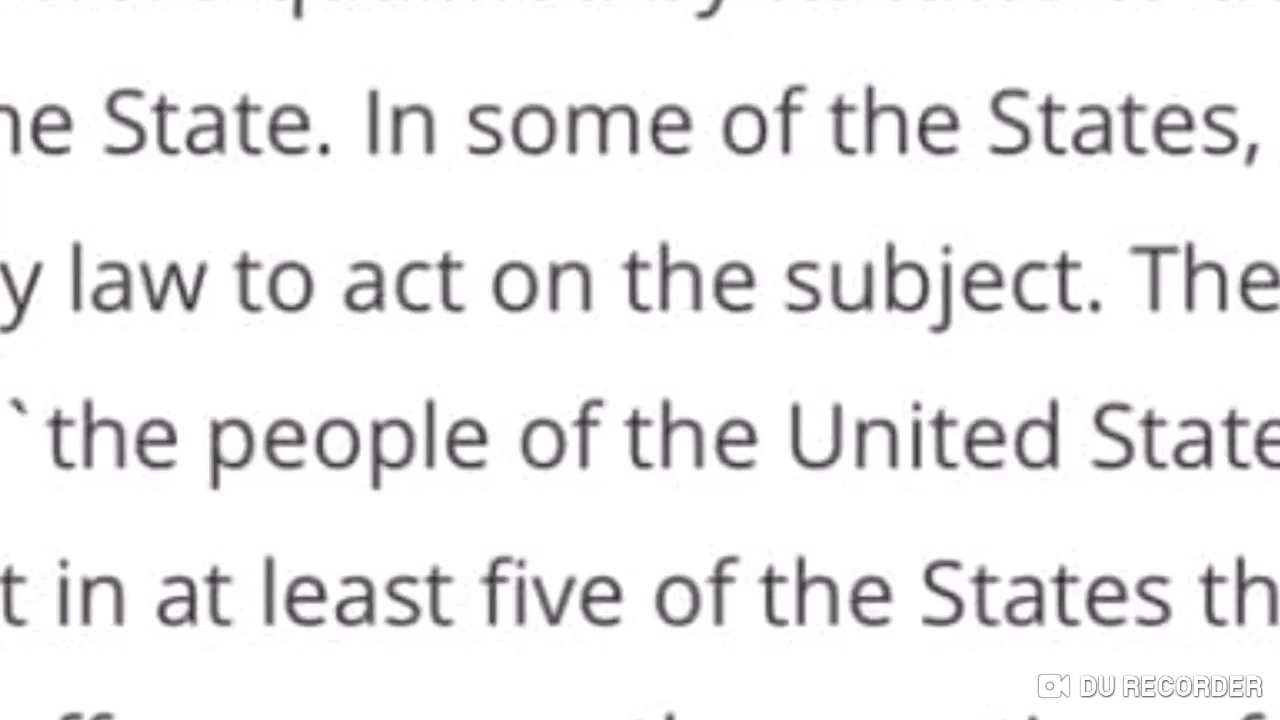 he State. In some of the States,
y law to act on the subject. The
`the people of the United State
t in at least five of the States th
DU RECORDER